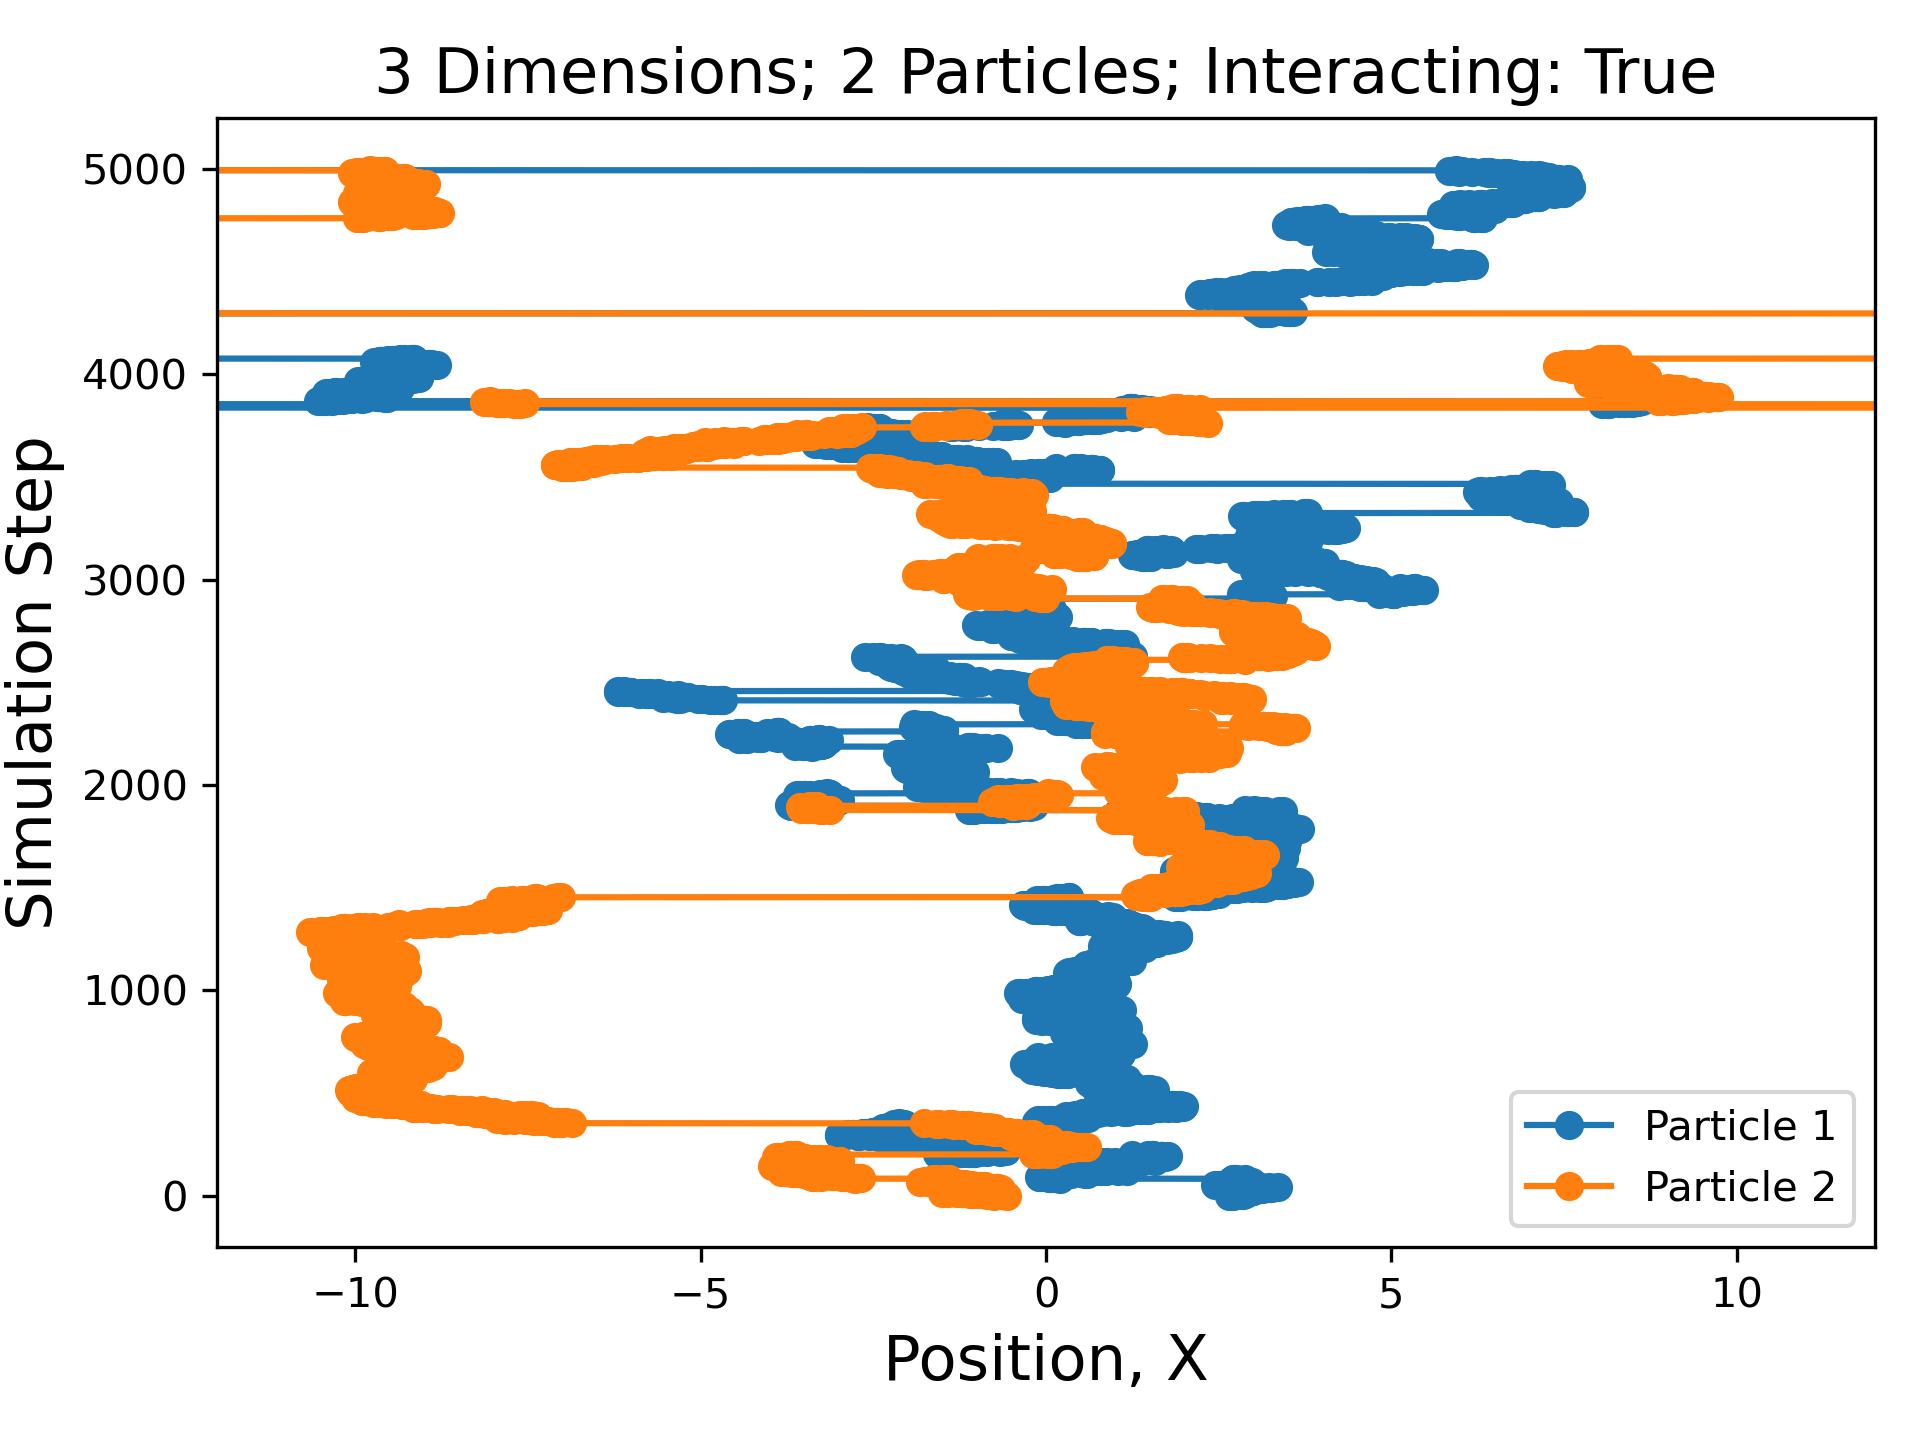 3 Dimensions; 2 Particles; Interacting: True
Simulation Step
5000
4000
3000
2000
1000
0
−10
−5
0
5
10
Position, X
Particle 1
Particle 2